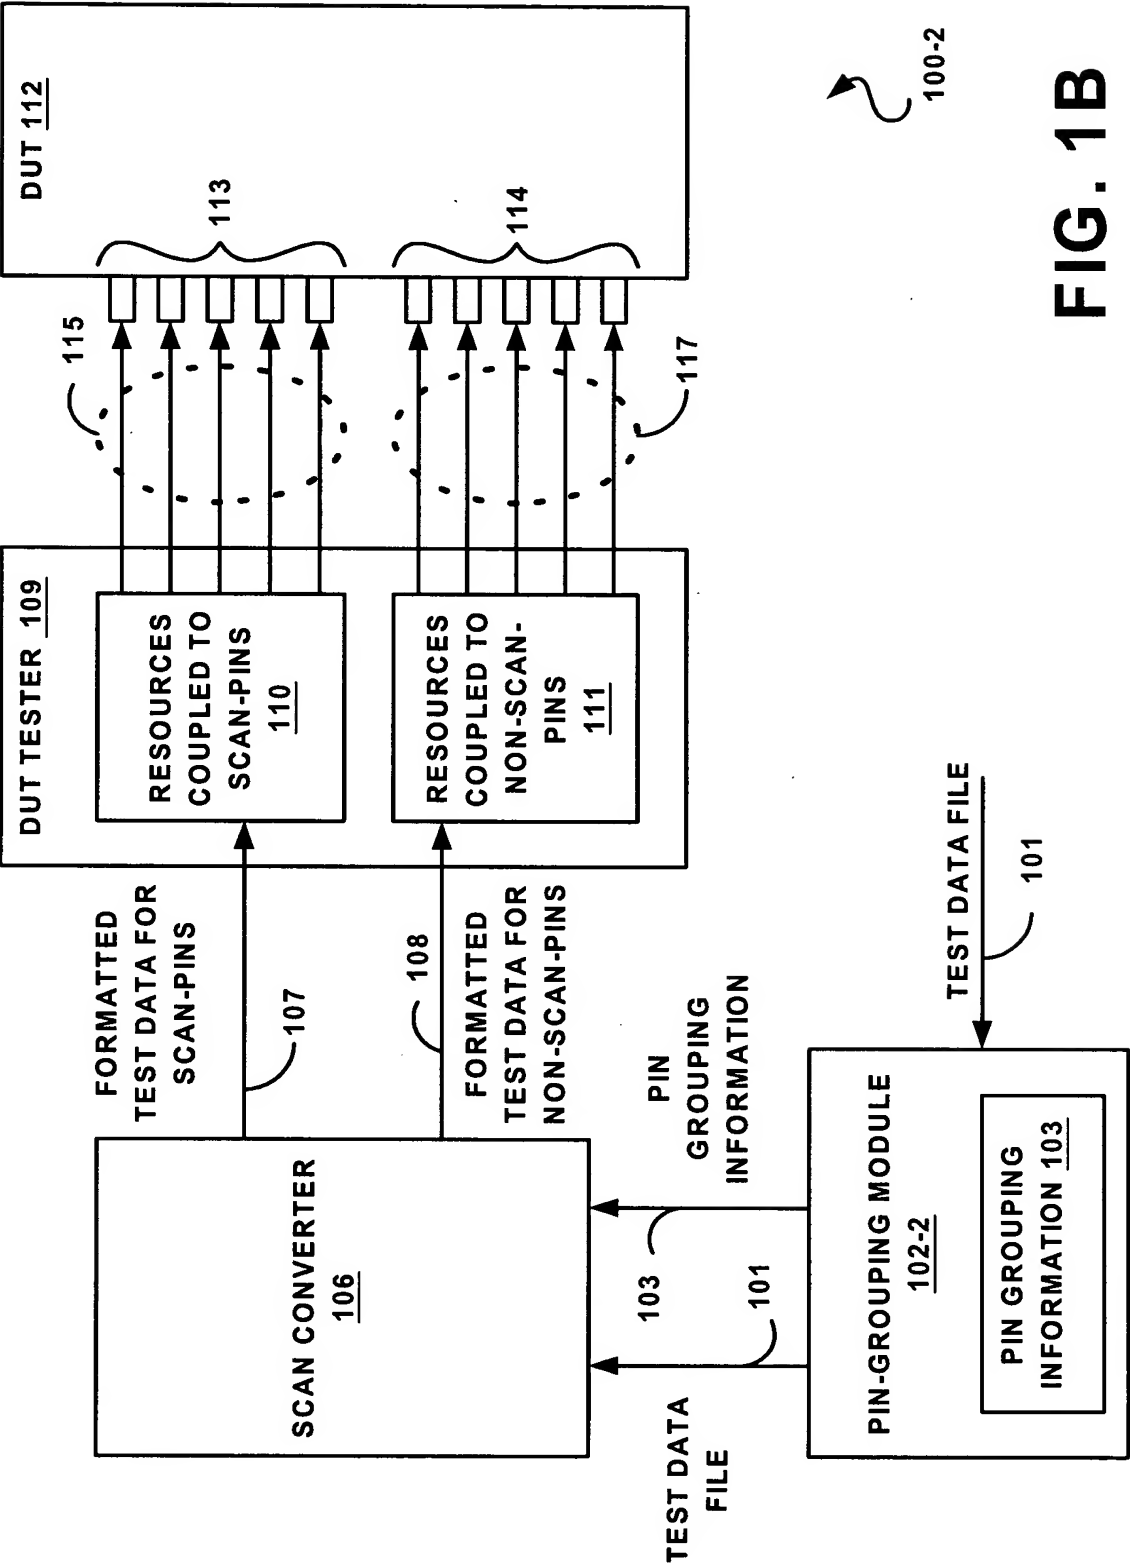 TEST DATA
FILE
101
103
PIN
GROUPING
INFORMATION
SCAN CONVERTER
106
PIN-GROUPING MODULE
102-2
PIN GROUPING
INFORMATION 103
TEST DATA FILE
101
FORMATTED
TEST DATA FOR
SCAN-PINS
107
108
FORMATTED
TEST DATA FOR
NON-SCAN-PINS
DUT TESTER 109
RESOURCES
COUPLED TO
SCAN-PINS
110
RESOURCES
COUPLED TO
NON-SCAN-
PINS
111
115
117
DUT 112
113
114
100-2
FIG. 1B